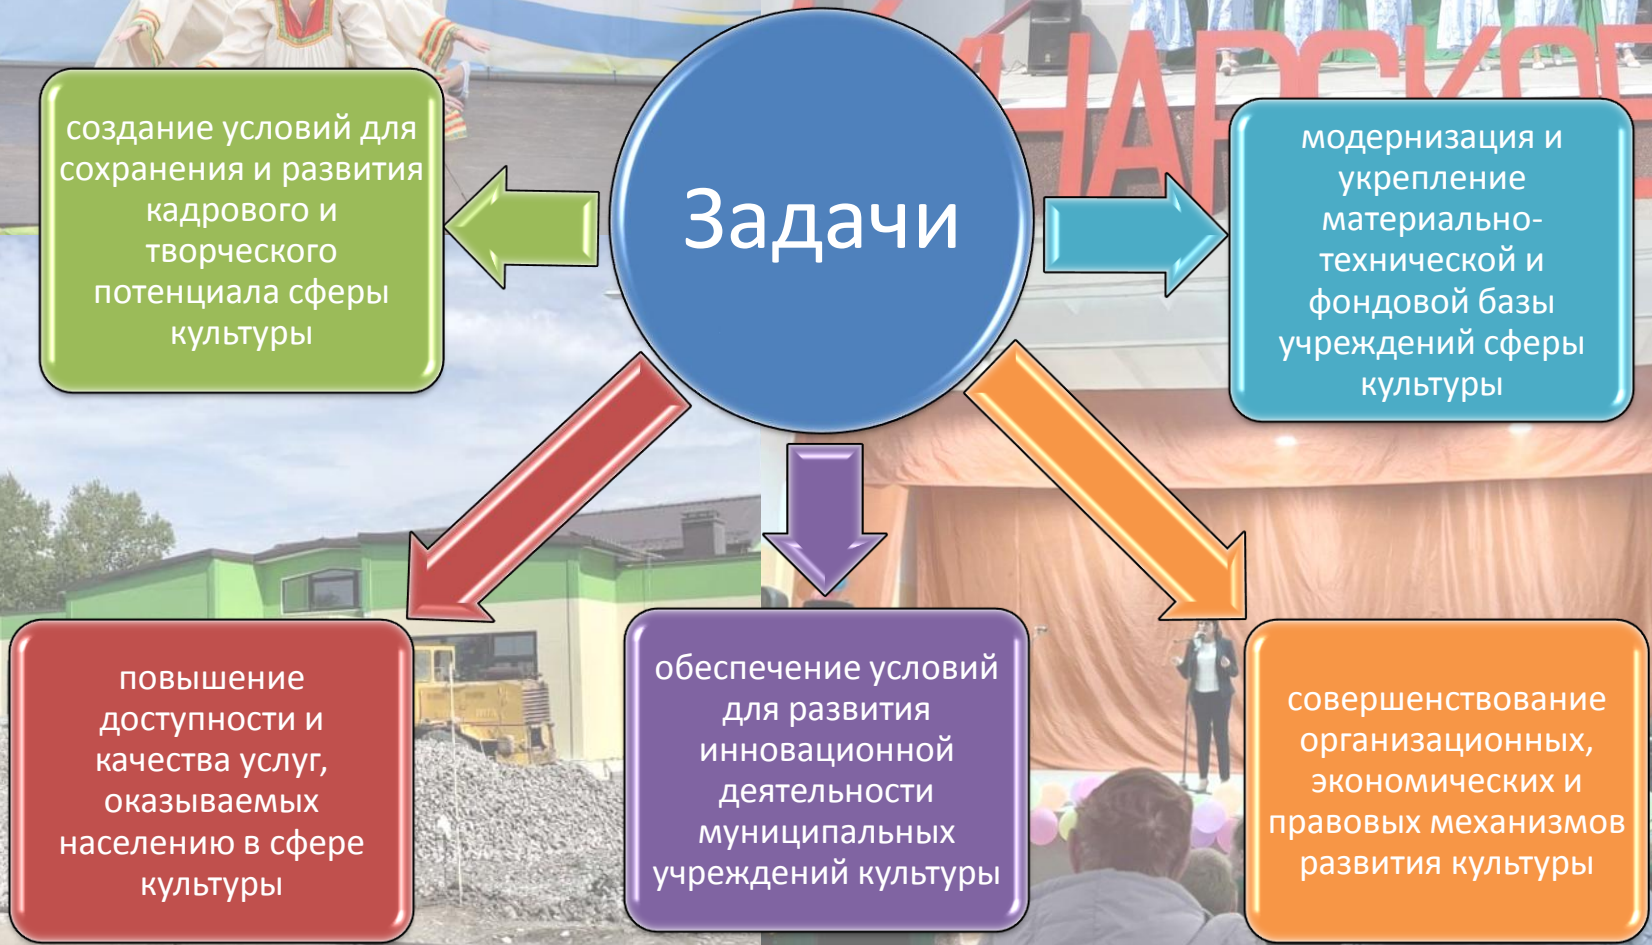 НАРСКОЕ
Задачи
создание условий для
сохранения и развития
кадрового и
творческого
потенциала сферы
культуры
модернизация и
укрепление
материально-
технической и
фондовой базы
учреждений сферы
культуры
повышение
доступности и
качества услуг,
оказываемых
населению в сфере
культуры
обеспечение условий
для развития
инновационной
деятельности
муниципальных
учреждений культуры
совершенствование
организационных,
экономических и
правовых механизмов
развития культуры